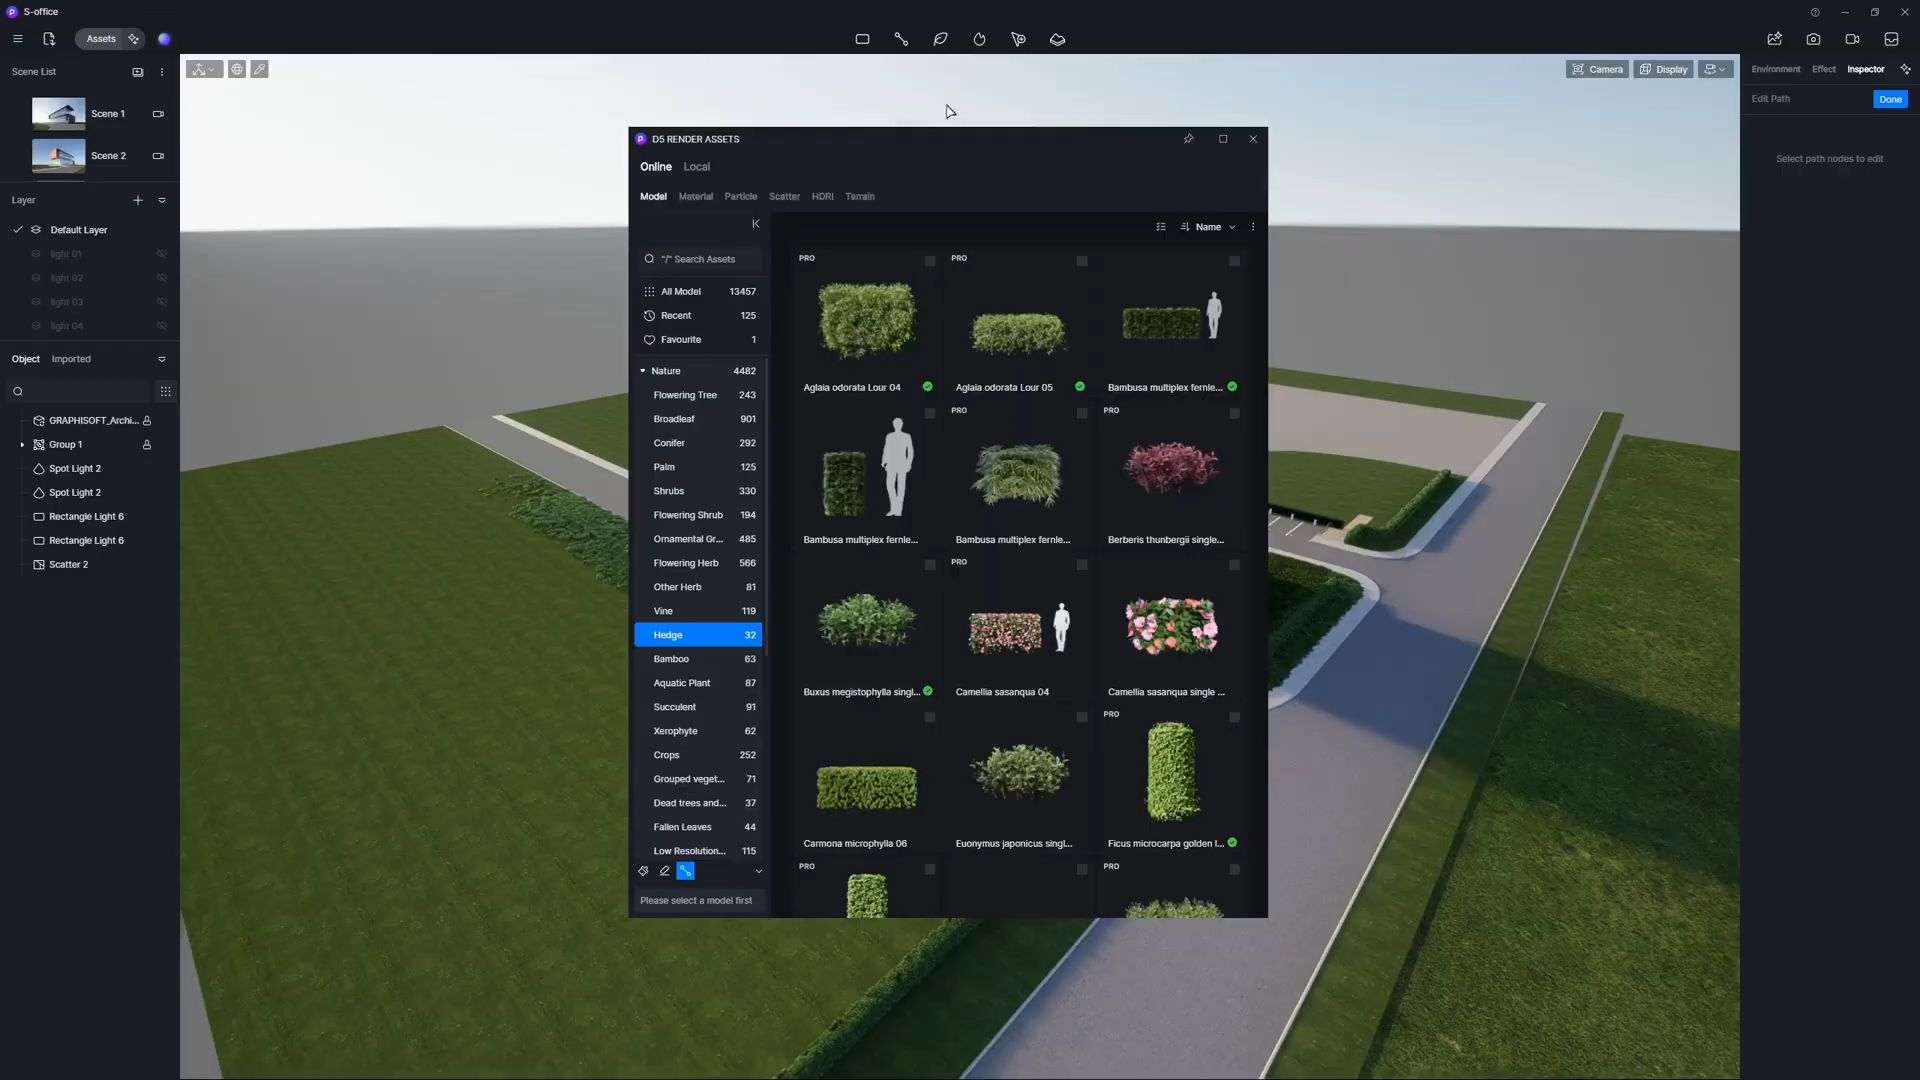 S-office
Assets
Scene List
Scene 1
Scene 2
Layer
Default Layer
light 01
light 02
light 03
light 04
Object Imported
GRAPHISOFT_Archi...
Group 1
Spot Light 2
Spot Light 2
Rectangle Light 6
Rectangle Light 6
Scatter 2
Camera Display
D5 RENDER ASSETS
Online Local
Model Material Particle Scatter HDRI Terrain
Name
"/" Search Assets
All Model 13457
Recent 125
Favourite 1
Nature 4482
Flowering Tree 243
Broadleaf 901
Conifer 292
Palm 125
Shrubs 330
Flowering Shrub 194
Ornamental Gr... 485
Flowering Herb 566
Other Herb 81
Vine 119
Hedge 32
Bamboo 63
Aquatic Plant 87
Succulent 91
Xerophyte 62
Crops 252
Grouped veget... 71
Dead trees and... 37
Fallen Leaves 44
Low Resolution... 115
Please select a model first
PRO PRO
Aglaia odorata Lour 04 Aglaia odorata Lour 05 Bambusa multiplex fernle...
PRO PRO
Bambusa multiplex fernle... Bambusa multiplex fernle... Berberis thunbergii single...
PRO
Buxus megistophylla singl... Camellia sasanqua 04 Camellia sasanqua single ...
PRO
Carmona microphylla 06 Euonymus japonicus singl... Ficus microcarpa golden l...
PRO PRO
Environment Effect Inspector
Edit Path Done
Select path nodes to edit